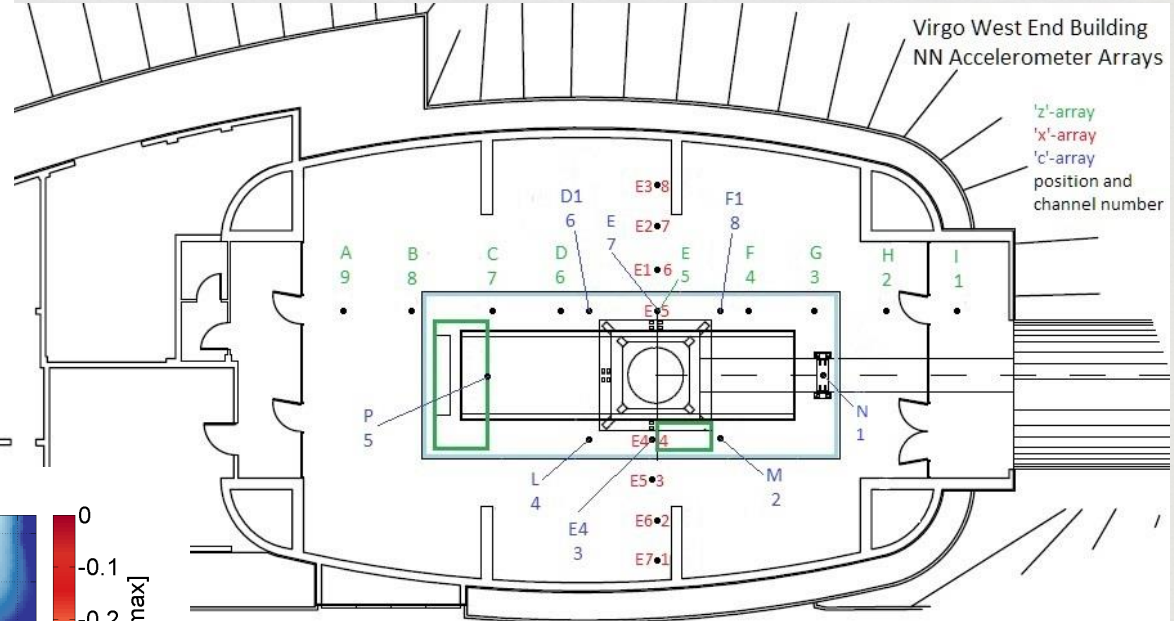 Virgo West End Building
NN Accelerometer Arrays
'z'-array
'x'-array
'c'-array
position and
channel number
E3 8
D1
6
E
7
F1
8
E2 7
A
9
B
8
C
7
D
6
E1 6
E
5
F
4
G
3
H
2
I
1
E 5
P
5
N
1
E4 4
L
4
E4
3
E5 3
M
2
E6 2
E7 1
0
-0.1
-0.2
max]